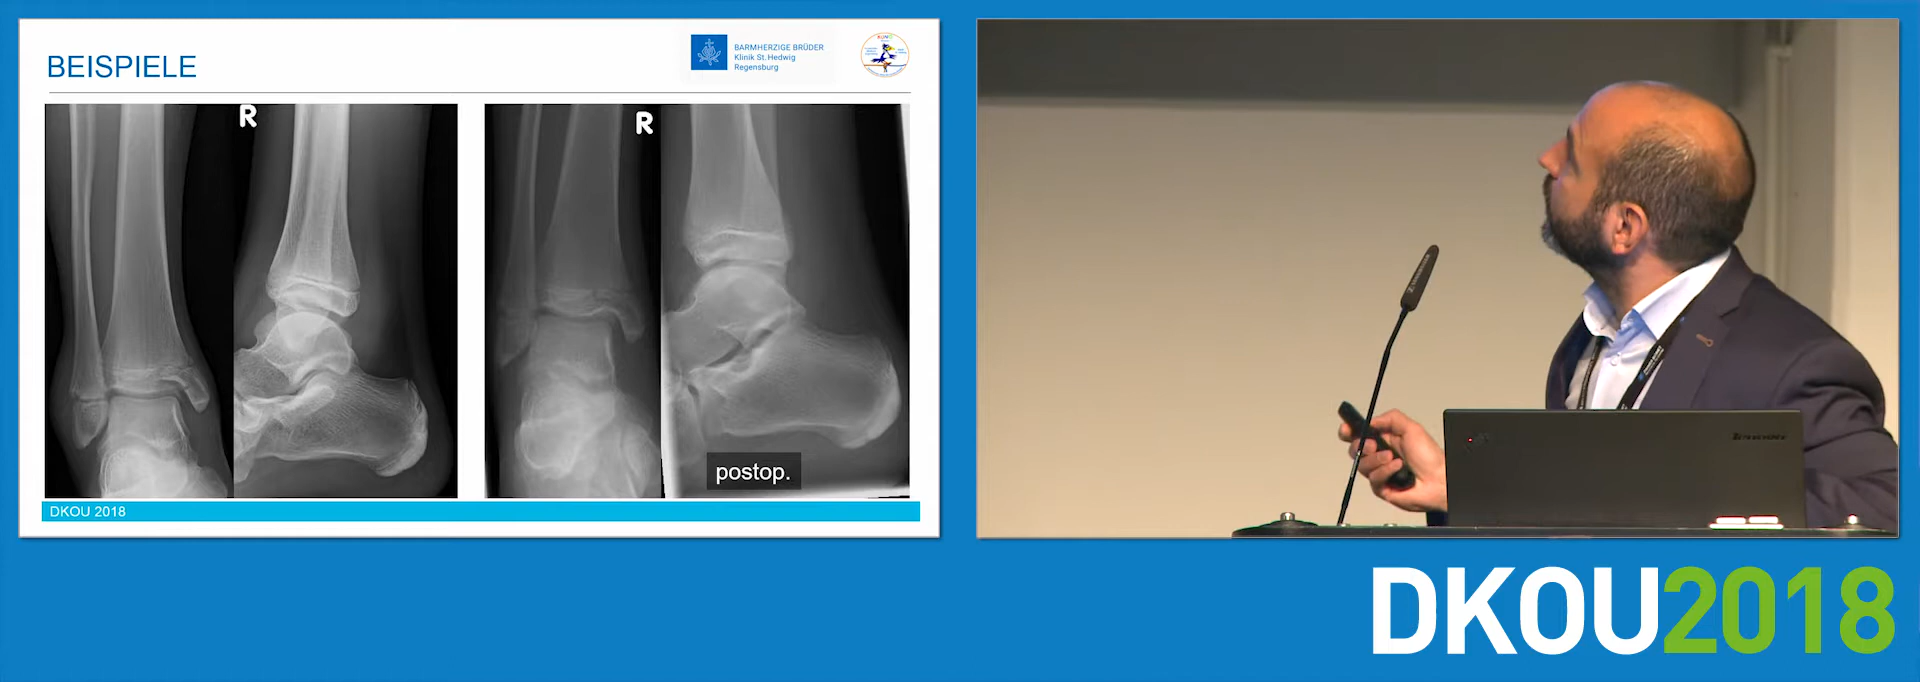 BEISPIELE
BARMHERZIGE BRÜDER
Klinik St. Hedwig
Regensburg
R
R
postop.
DKOU 2018
DKOU2018